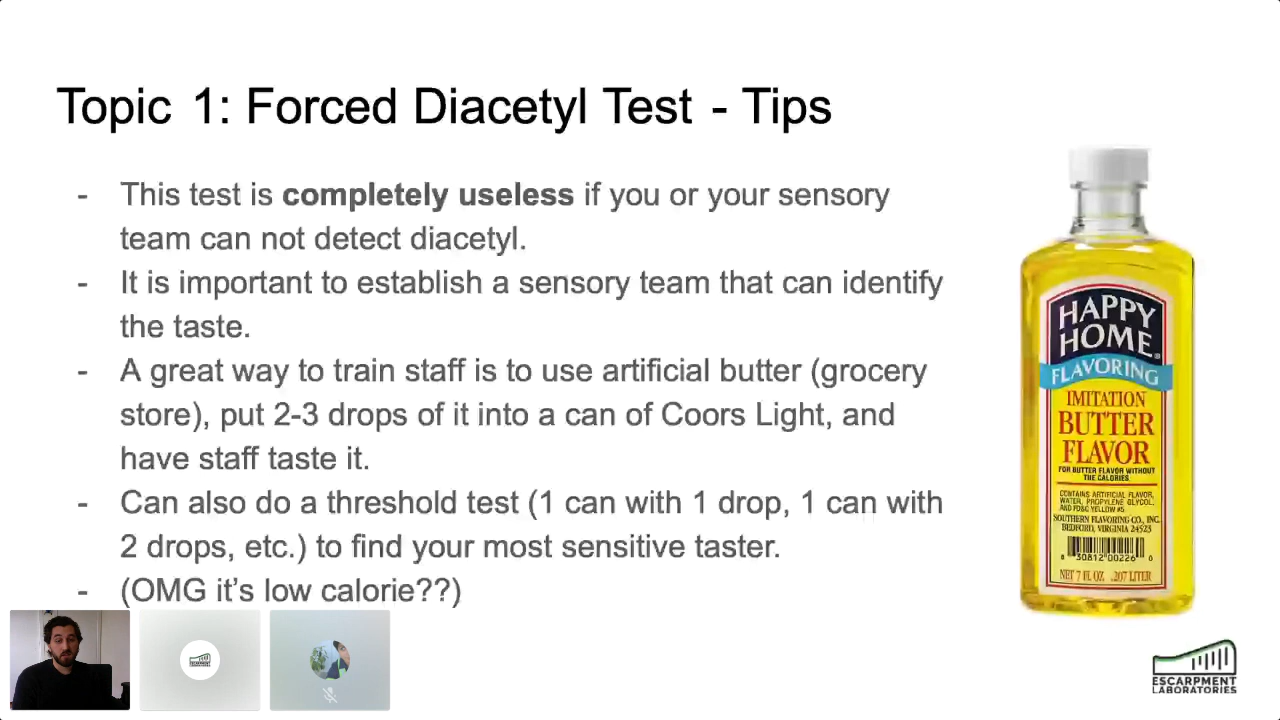 Topic 1: Forced Diacetyl Test - Tips
- This test is completely useless if you or your sensory
team can not detect diacetyl.
- It is important to establish a sensory team that can identify
the taste.
- A great way to train staff is to use artificial butter (grocery
store), put 2-3 drops of it into a can of Coors Light, and
have staff taste it.
- Can also do a threshold test (1 can with 1 drop, 1 can with
2 drops, etc.) to find your most sensitive taster.
- (OMG it's low calorie??)
HAPPY
HOME
FLAVORING
IMITATION
BUTTER
FLAVOR
FOR BUTTER FLAVOR WITHOUT
THE CALORIES
CONTAINS ARTIFICIAL FLAVOR,
WATER, PROPYLENE GLYCOL,
AND FD&C YELLOW #5
SOUTHERN FLAVORING CO., INC.
BEDFORD, VIRGINIA 24523
8 30812 00226 6
NET 7 FL OZ .207 LITER
ESCARPMENT
LABORATORIES
ESCARPMENT
LABORATORIES